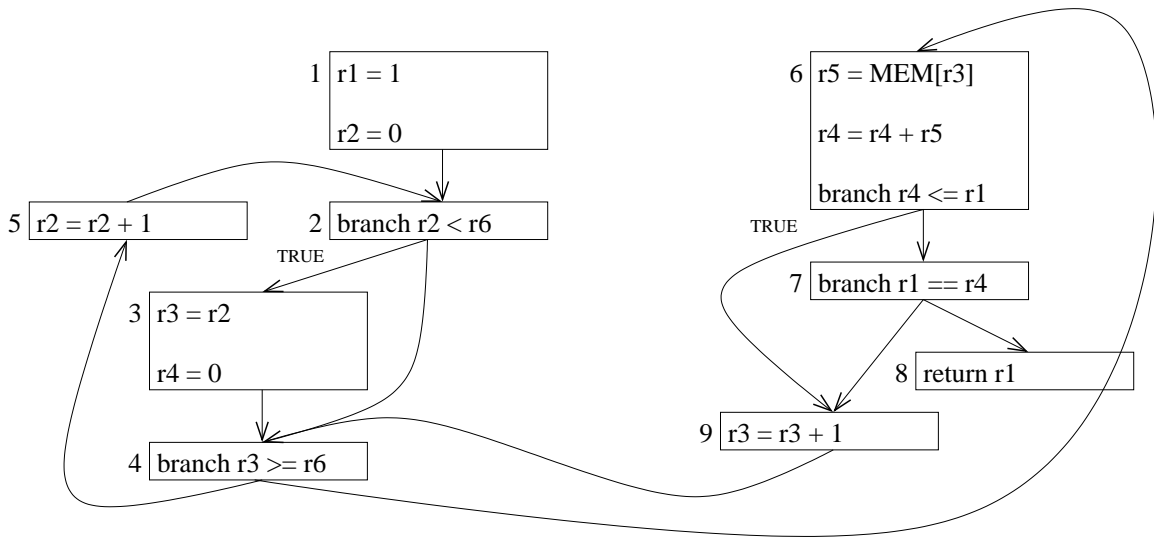 1
r1 = 1
r2 = 0
5
r2 = r2 + 1
2
branch r2 < r6
TRUE
3
r3 = r2
r4 = 0
4
branch r3 >= r6
6
r5 = MEM[r3]
r4 = r4 + r5
branch r4 <= r1
TRUE
7
branch r1 == r4
8
return r1
9
r3 = r3 + 1